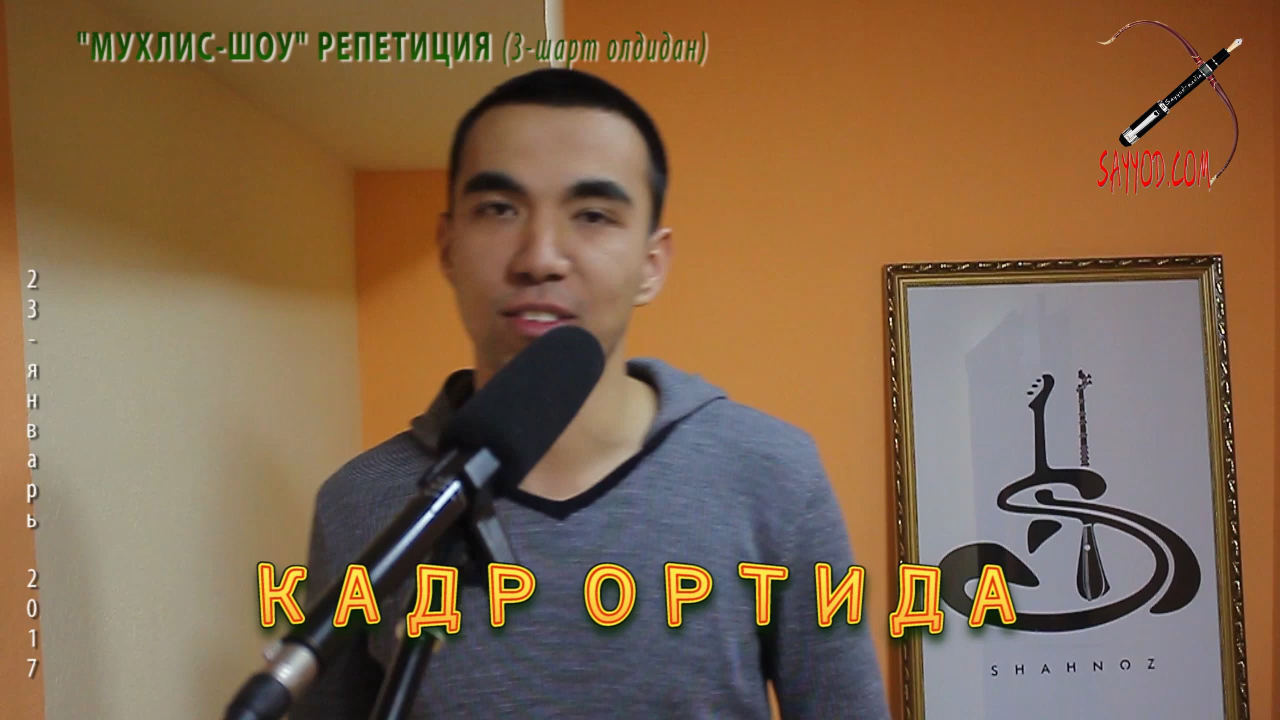 "МУХЛИС-ШОУ" РЕПЕТИЦИЯ (3-шарт олдидан)
SAYYOD.COM
23-январь 2017
КАДР ОРТИДА
SHAHNOZ